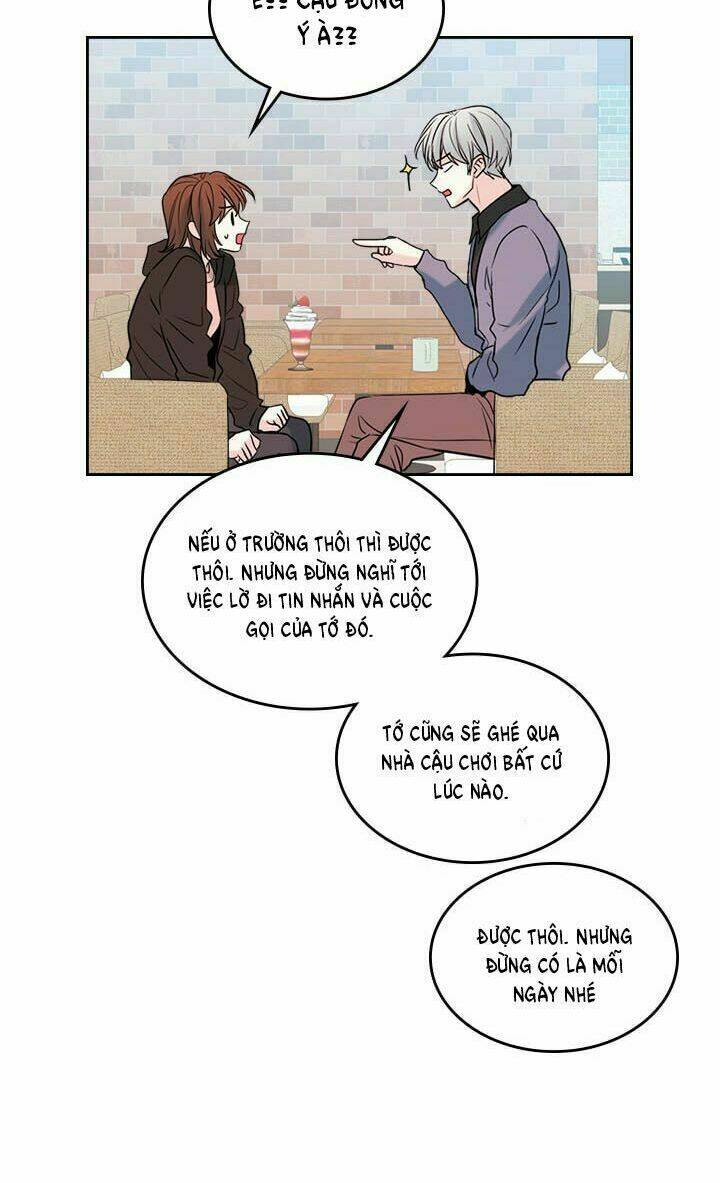 CẬU ĐỒNG
Ý À??
NẾU Ở TRƯỜNG THÔI THÌ ĐƯỢC
THÔI. NHƯNG ĐỪNG NGHĨ TỚI
VIỆC LỜ ĐI TIN NHẮN VÀ CUỘC
GỌI CỦA TỚ ĐÓ.
TỚ CŨNG SẼ GHÉ QUA
NHÀ CẬU CHƠI BẤT CỨ
LÚC NÀO.
ĐƯỢC THÔI. NHƯNG
ĐỪNG CÓ LÀ MỖI
NGÀY NHÉ